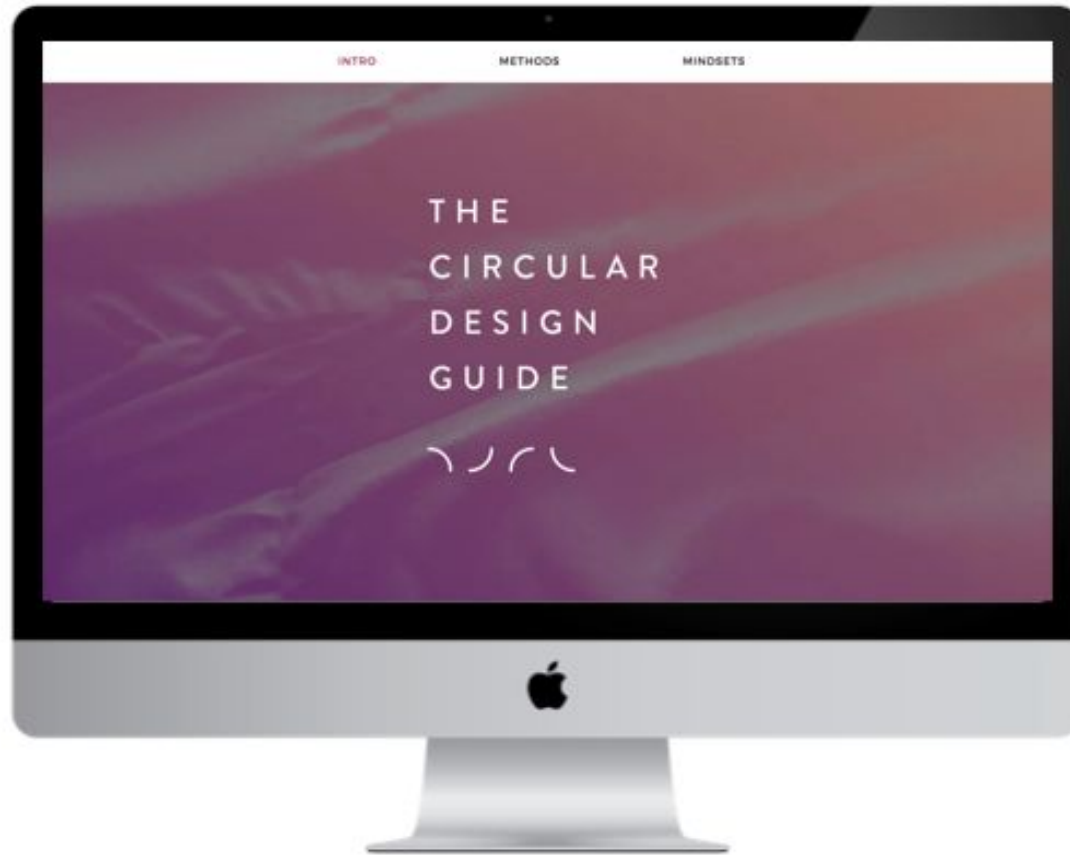 INTRO METHODS MINDSETS
THE
CIRCULAR
DESIGN
GUIDE